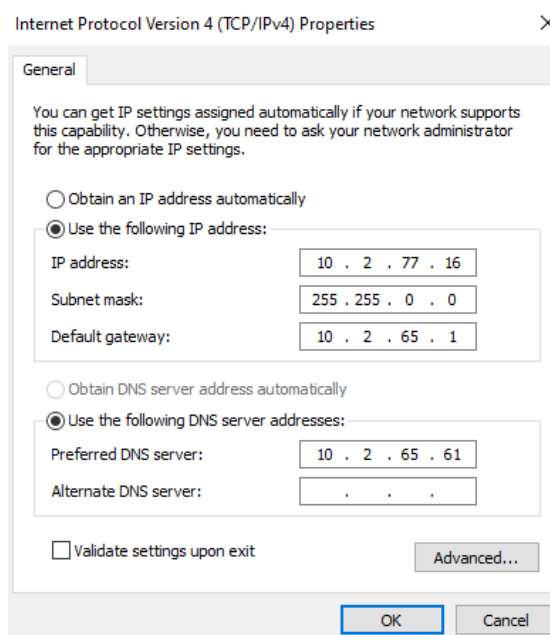 Internet Protocol Version 4 (TCP/IPv4) Properties
General
You can get IP settings assigned automatically if your network supports
this capability. Otherwise, you need to ask your network administrator
for the appropriate IP settings.
Obtain an IP address automatically
Use the following IP address:
IP address: 10 . 2 . 77 . 16
Subnet mask: 255 . 255 . 0 . 0
Default gateway: 10 . 2 . 65 . 1
Obtain DNS server address automatically
Use the following DNS server addresses:
Preferred DNS server: 10 . 2 . 65 . 61
Alternate DNS server: . . .
Validate settings upon exit
Advanced...
OK Cancel